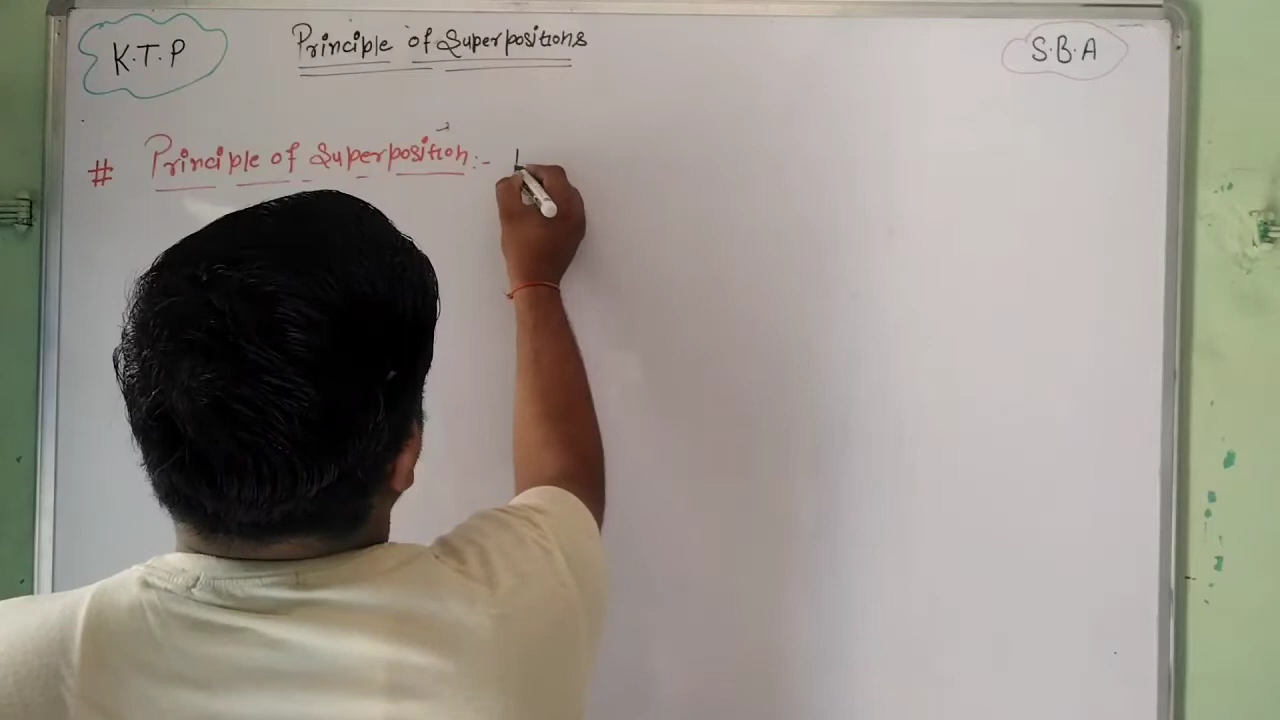 K.T.P
Principle of Superpositions
S.B.A
# Principle of Superposition :-